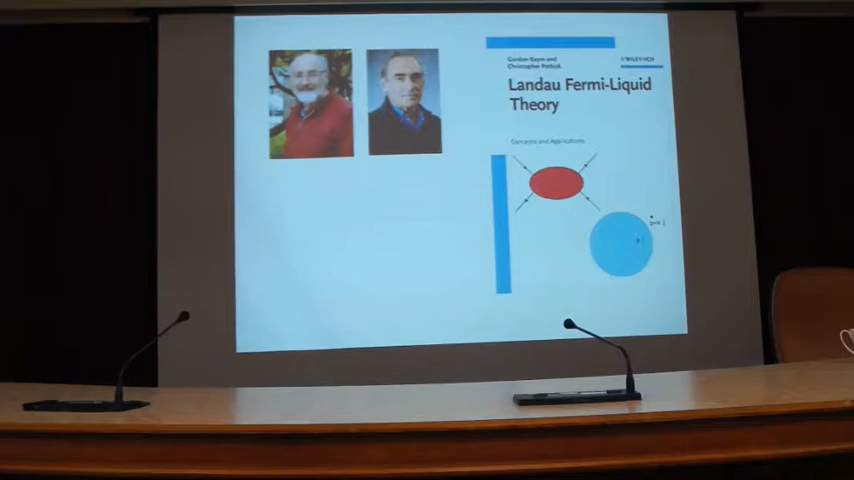 Gordon Baym and
Christopher Pethick
WILEY-VCH
Landau Fermi-Liquid
Theory
Concepts and Applications